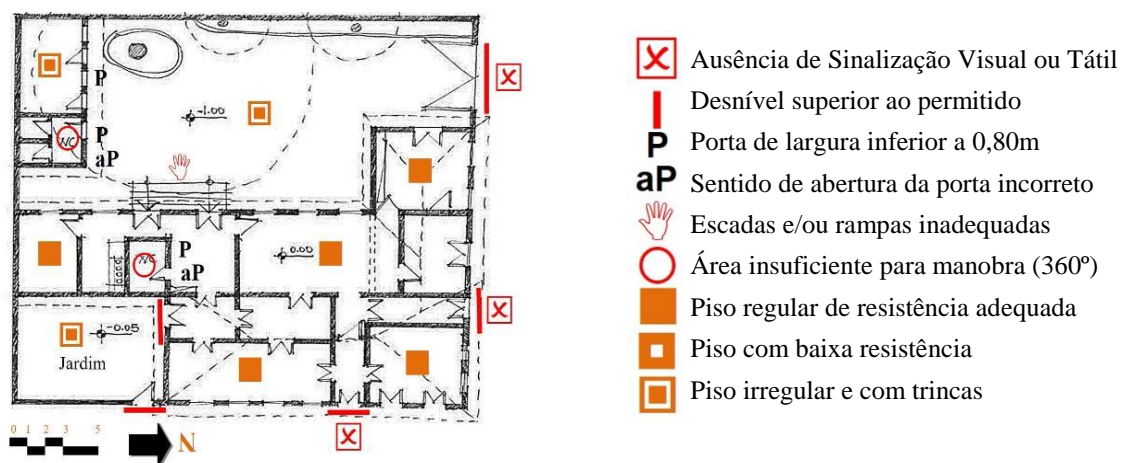 P
P
aP
-1.00
P
aP
0.00
-0.05
Jardim
0 1 2 3 5
N
Ausência de Sinalização Visual ou Tátil
Desnível superior ao permitido
P Porta de largura inferior a 0,80m
aP Sentido de abertura da porta incorreto
Escadas e/ou rampas inadequadas
Área insuficiente para manobra (360º)
Piso regular de resistência adequada
Piso com baixa resistência
Piso irregular e com trincas